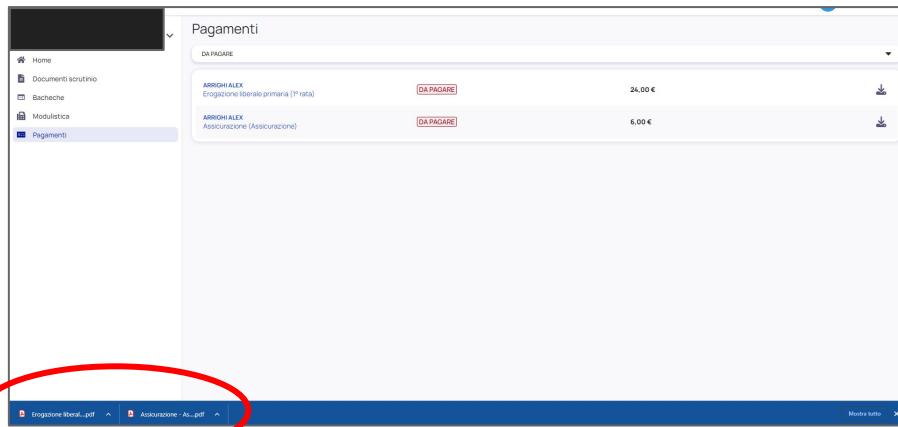 Pagamenti
DA PAGARE
Home
Documenti scrutinio
Bacheche
Modulistica
Pagamenti
ARRIGHI ALEX
Erogazione liberale primaria (1ª rata)
DA PAGARE
24,00 €
ARRIGHI ALEX
Assicurazione (Assicurazione)
DA PAGARE
6,00 €
Erogazione liberal....pdf
Assicurazione - As....pdf
Mostra tutto